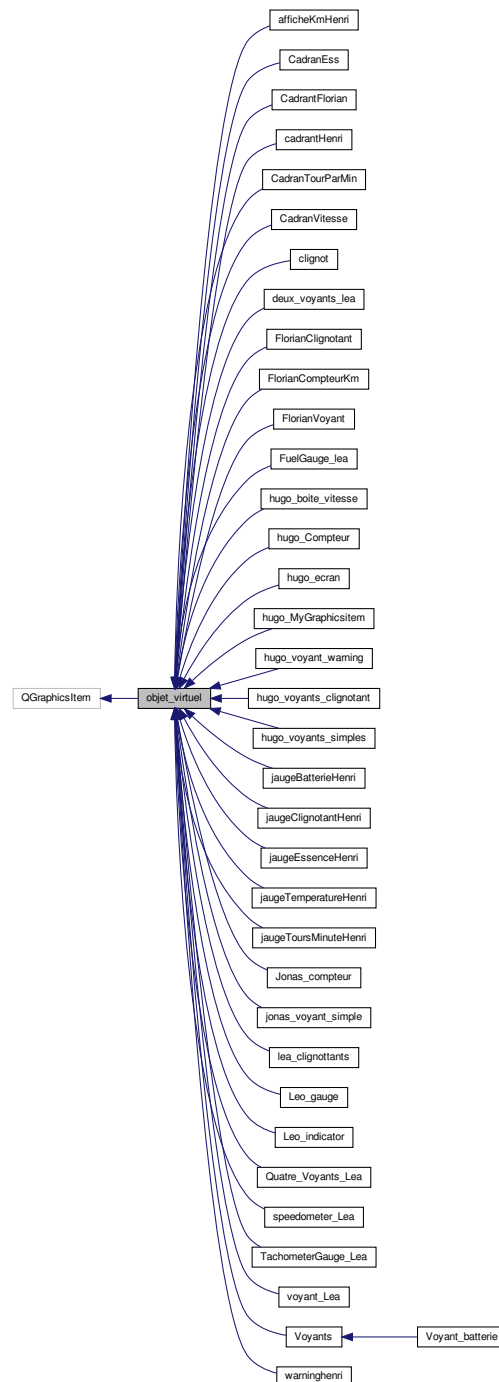 afficheKmHenri
CadranEss
CadrantFlorian
cadrantHenri
CadranTourParMin
CadranVitesse
clignot
deux_voyants_lea
FlorianClignotant
FlorianCompteurKm
FlorianVoyant
FuelGauge_lea
hugo_boite_vitesse
hugo_Compteur
hugo_ecran
hugo_MyGraphicsitem
hugo_voyant_warning
QGraphicsItem
objet_virtuel
hugo_voyants_clignotant
hugo_voyants_simples
jaugeBatterieHenri
jaugeClignotantHenri
jaugeEssenceHenri
jaugeTemperatureHenri
jaugeToursMinuteHenri
Jonas_compteur
jonas_voyant_simple
lea_clignottants
Leo_gauge
Leo_indicator
Quatre_Voyants_Lea
speedometer_Lea
TachometerGauge_Lea
voyant_Lea
Voyants
Voyant_batterie
warninghenri